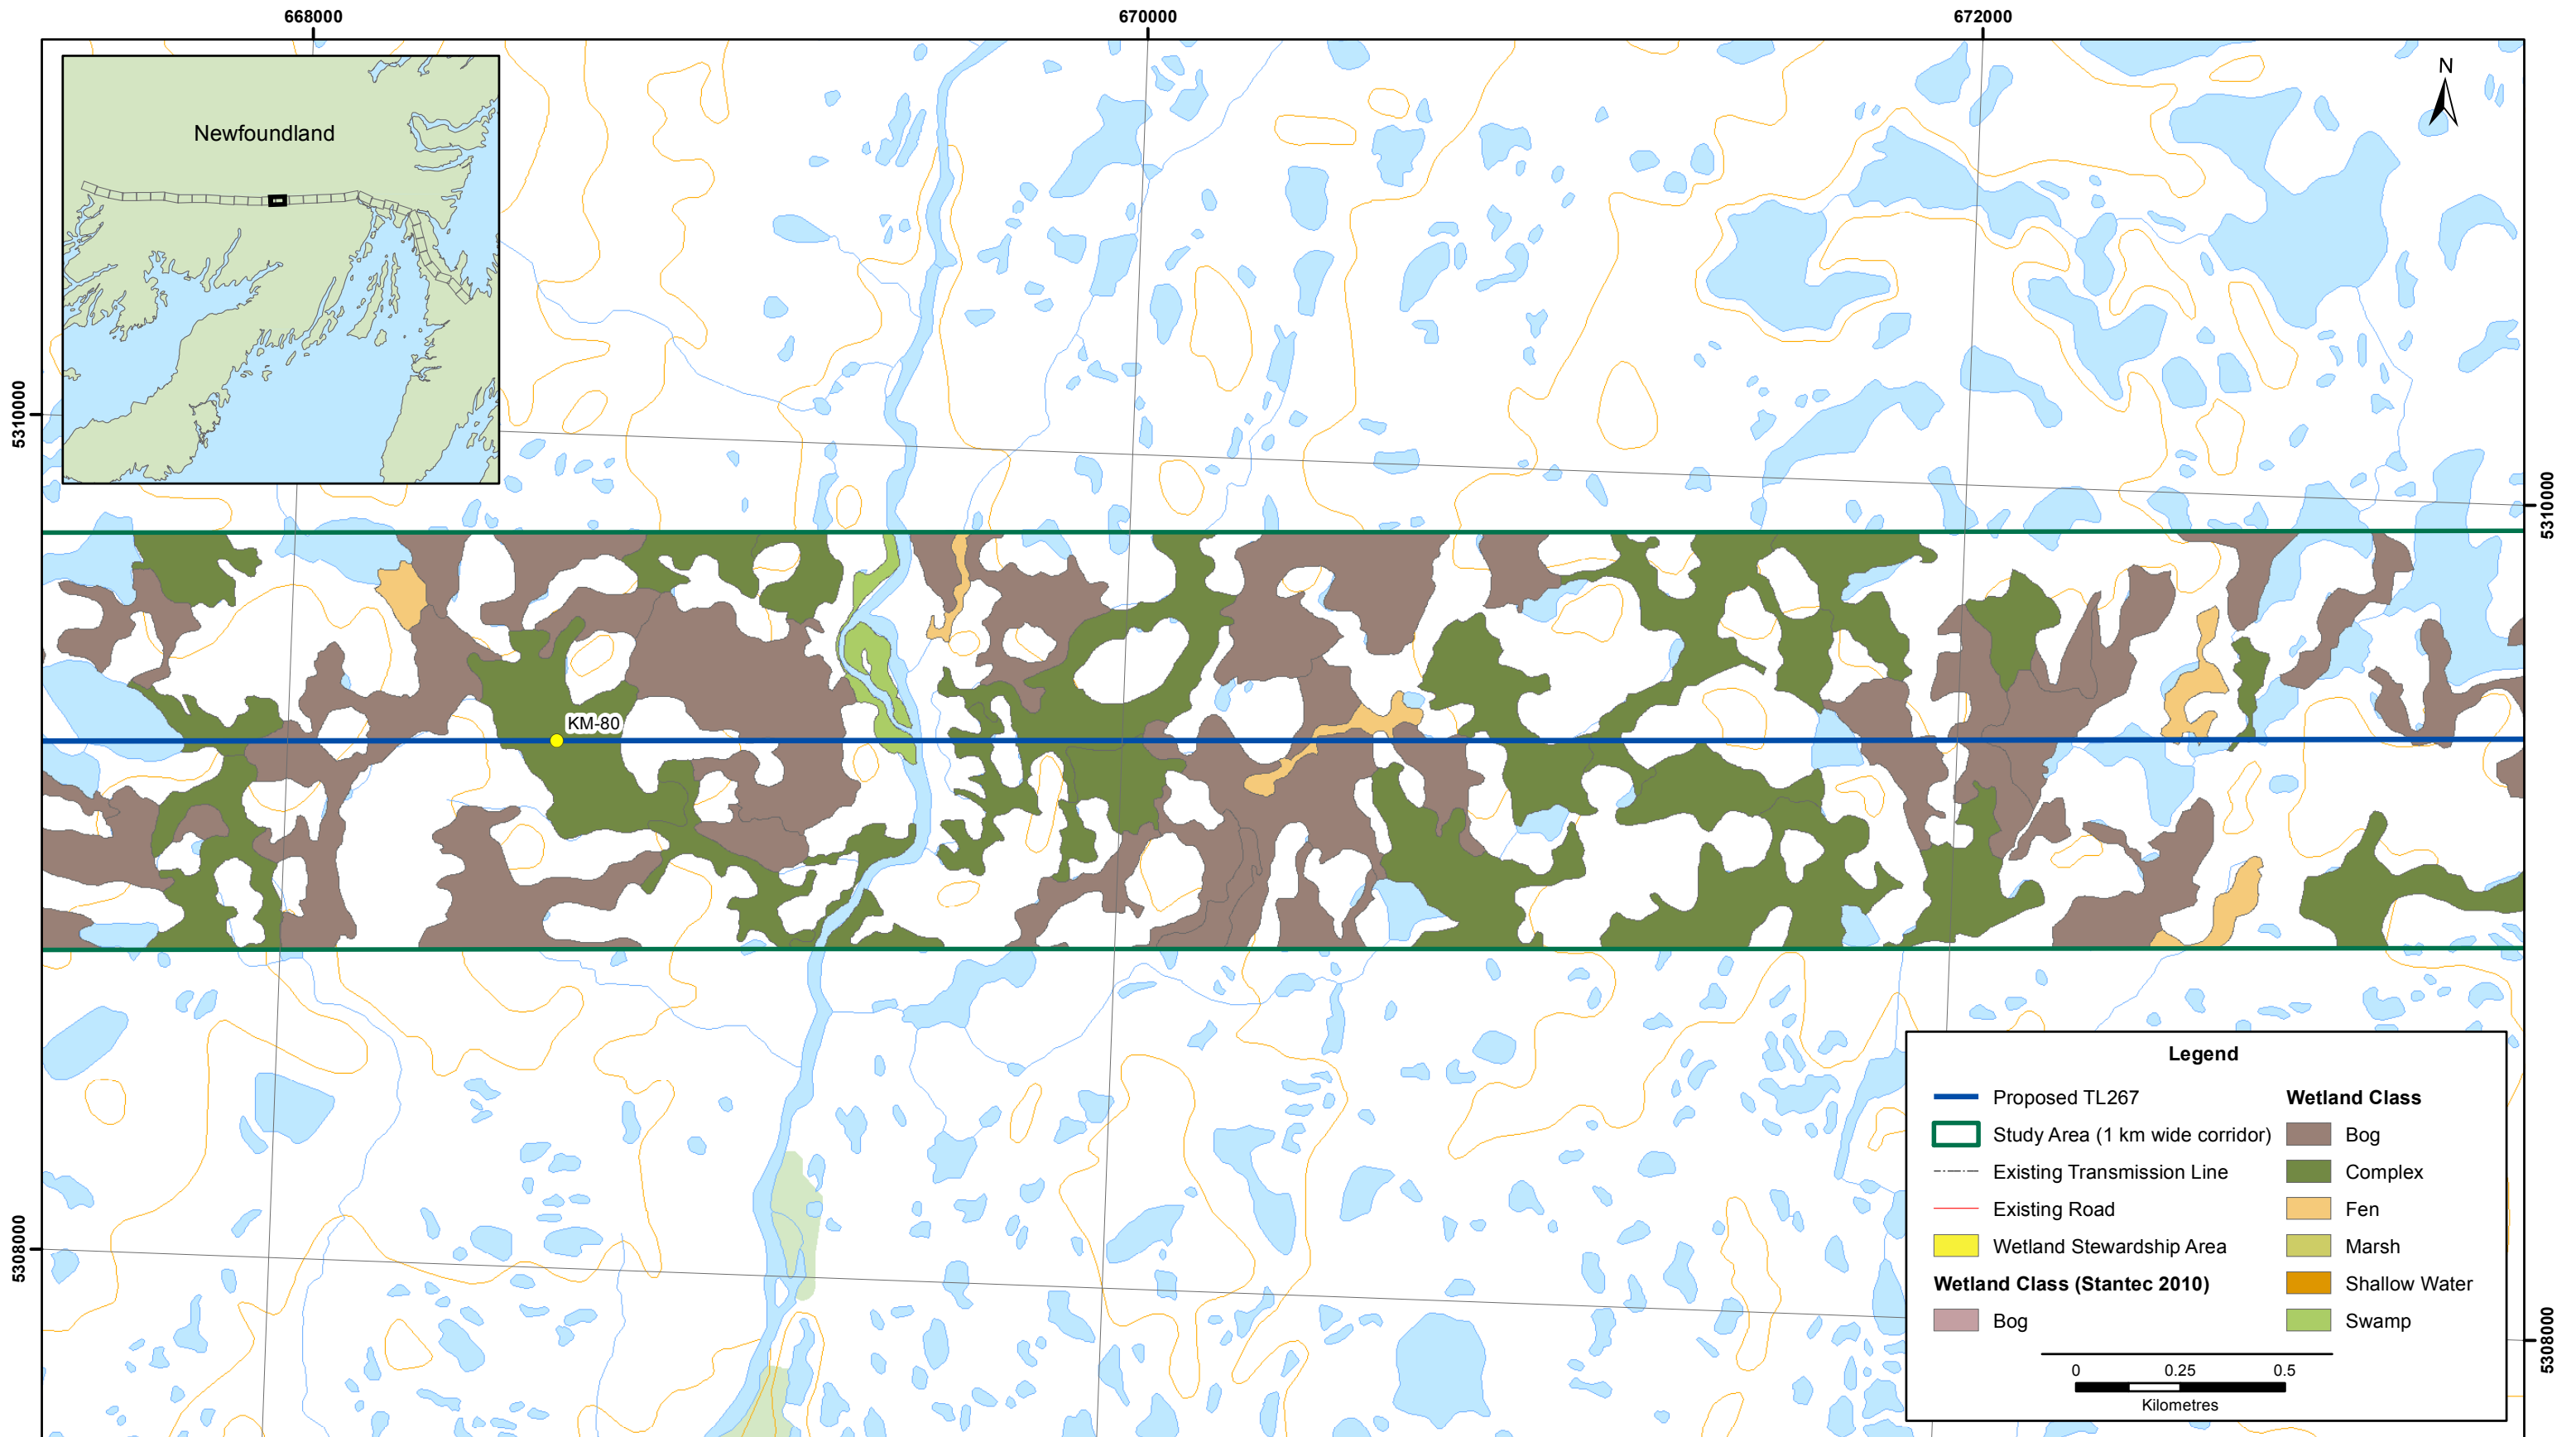 668000
670000
672000
N
Newfoundland
5310000
5310000
KM-80
5308000
5308000
Legend
Proposed TL267
Study Area (1 km wide corridor)
Existing Transmission Line
Existing Road
Wetland Stewardship Area
Wetland Class (Stantec 2010)
Bog
Wetland Class
Bog
Complex
Fen
Marsh
Shallow Water
Swamp
0 0.25 0.5
Kilometres